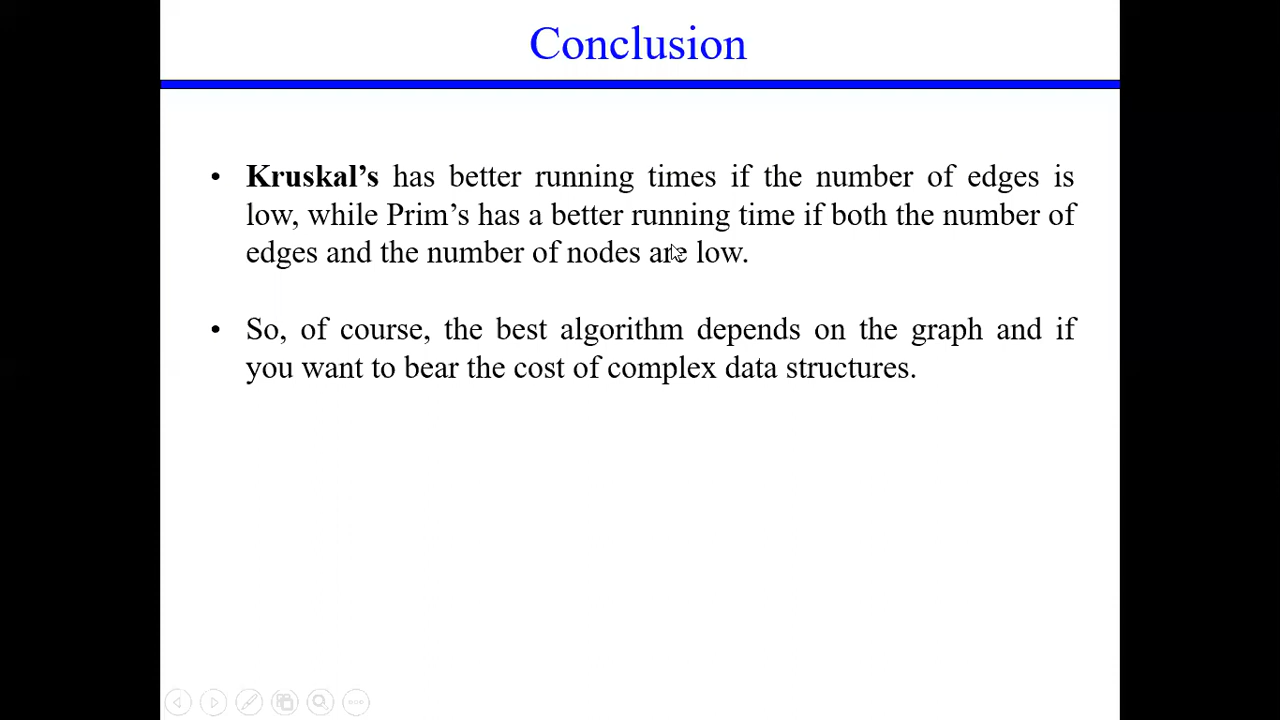 Conclusion
• Kruskal’s has better running times if the number of edges is
low, while Prim’s has a better running time if both the number of
edges and the number of nodes are low.
• So, of course, the best algorithm depends on the graph and if
you want to bear the cost of complex data structures.